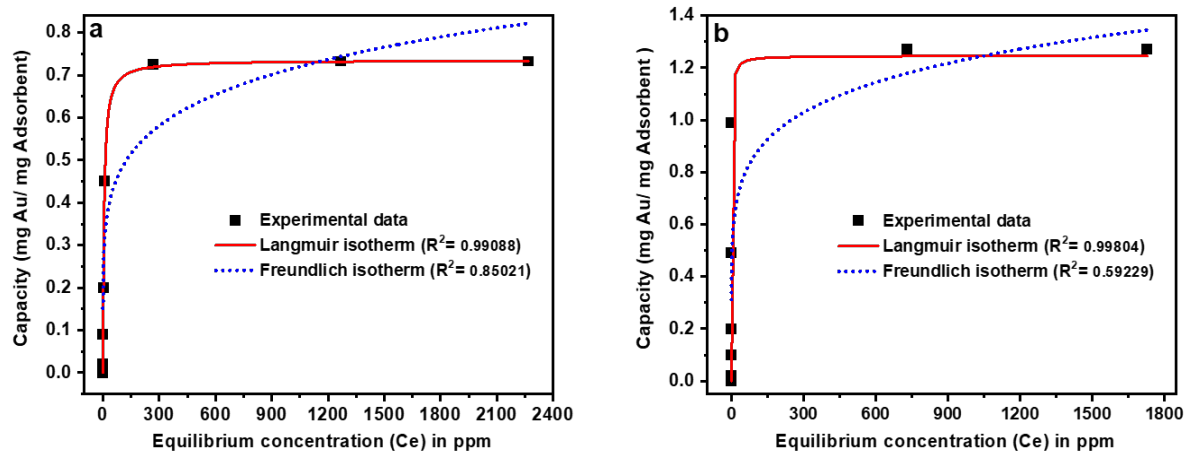 a
Capacity (mg Au/ mg Adsorbent)
0.8
0.7
0.6
0.5
0.4
0.3
0.2
0.1
0.0
Experimental data
Langmuir isotherm (R²= 0.99088)
Freundlich isotherm (R²= 0.85021)
0 300 600 900 1200 1500 1800 2100 2400
Equilibrium concentration (Ce) in ppm
b
Capacity (mg Au/ mg Adsorbent )
1.4
1.2
1.0
0.8
0.6
0.4
0.2
0.0
Experimental data
Langmuir isotherm (R²= 0.99804)
Freundlich isotherm (R²= 0.59229)
0 300 600 900 1200 1500 1800
Equilibrium concentration (Ce) in ppm